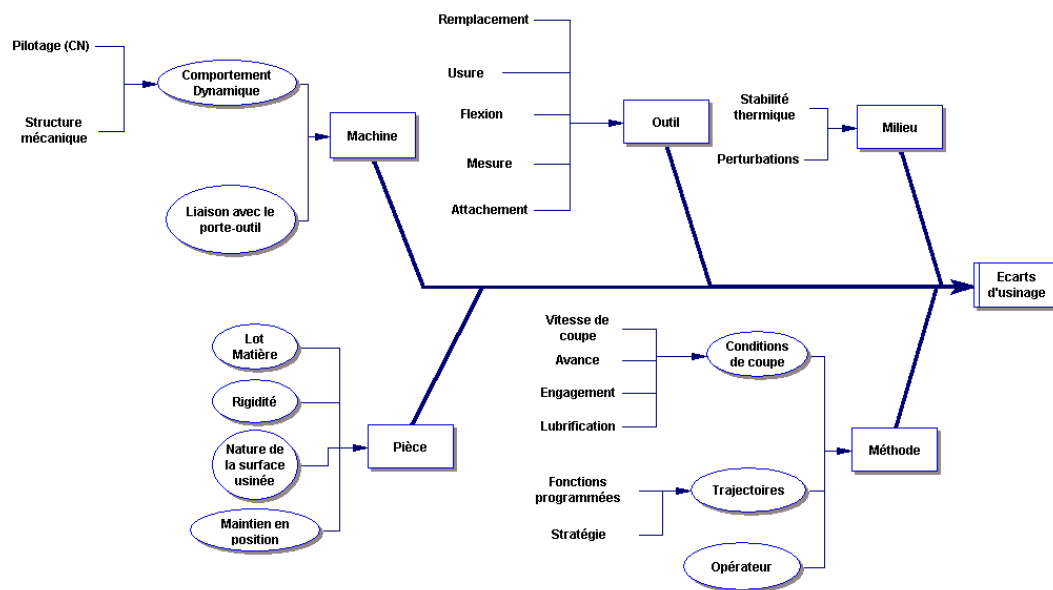 Pilotage (CN)
Structure
mécanique
Comportement
Dynamique
Liaison avec le
porte-outil
Machine
Remplacement
Usure
Flexion
Mesure
Attachement
Outil
Stabilité
thermique
Perturbations
Milieu
Ecarts
d'usinage
Lot
Matière
Rigidité
Nature de
la surface
usinée
Maintien en
position
Pièce
Vitesse de
coupe
Avance
Engagement
Lubrification
Conditions
de coupe
Fonctions
programmées
Stratégie
Trajectoires
Opérateur
Méthode